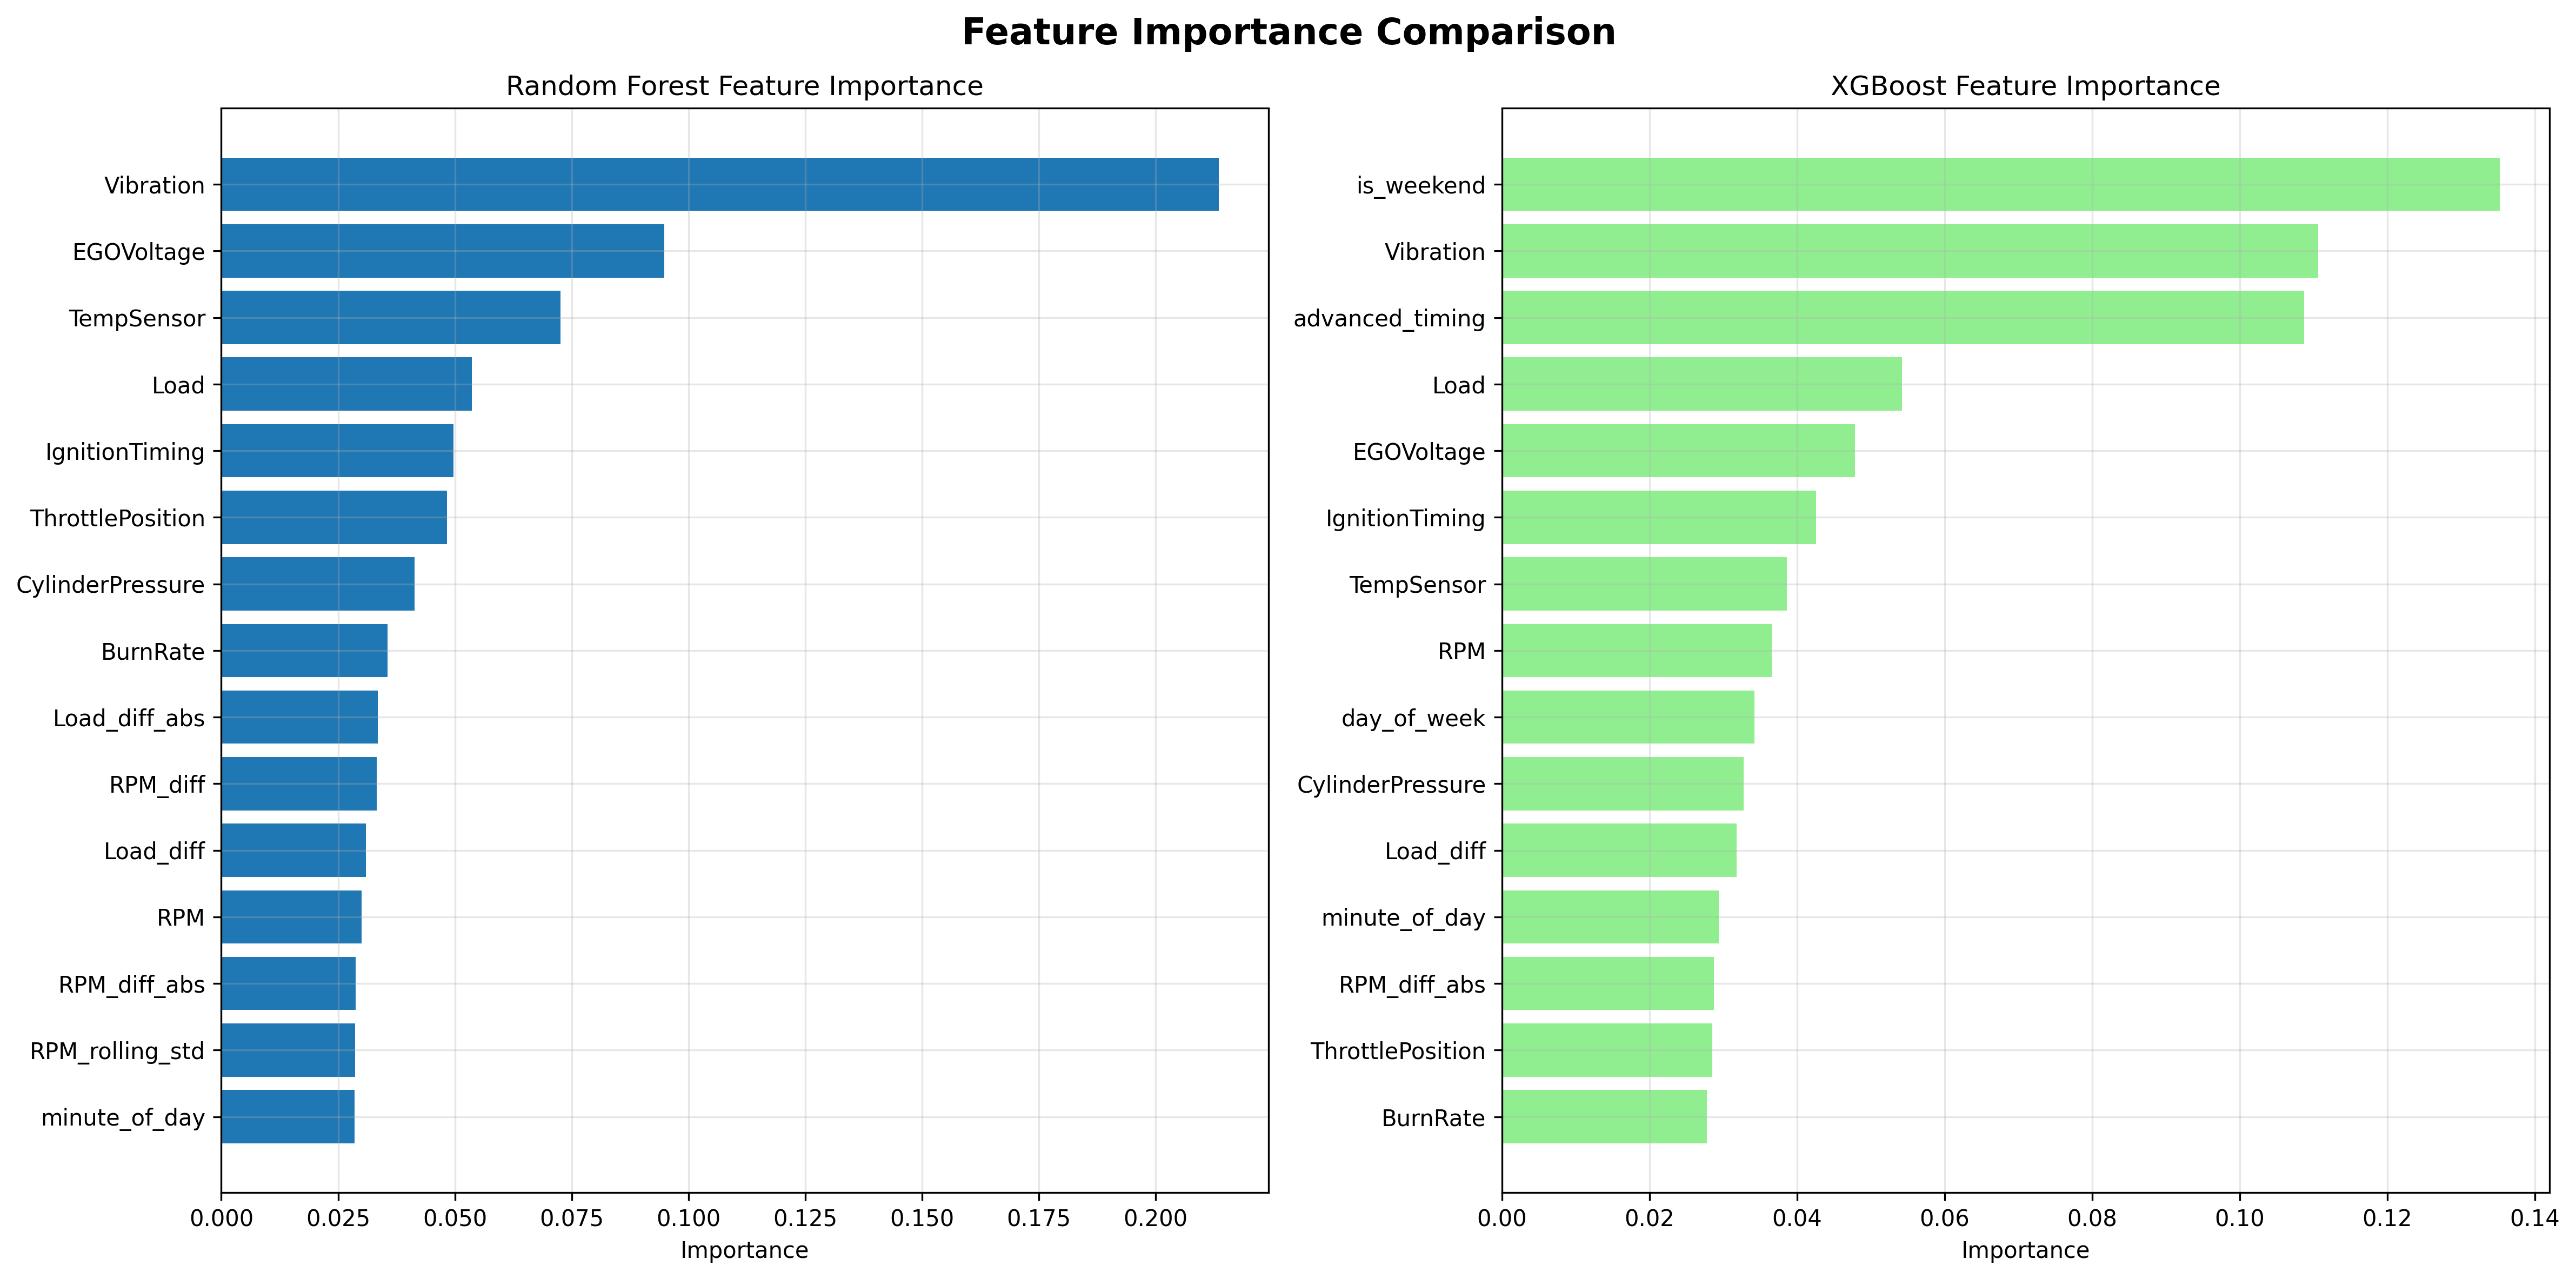 Feature Importance Comparison
Random Forest Feature Importance
Vibration
EGOVoltage
TempSensor
Load
IgnitionTiming
ThrottlePosition
CylinderPressure
BurnRate
Load_diff_abs
RPM_diff
Load_diff
RPM
RPM_diff_abs
RPM_rolling_std
minute_of_day
0.000 0.025 0.050 0.075 0.100 0.125 0.150 0.175 0.200
Importance
XGBoost Feature Importance
is_weekend
Vibration
advanced_timing
Load
EGOVoltage
IgnitionTiming
TempSensor
RPM
day_of_week
CylinderPressure
Load_diff
minute_of_day
RPM_diff_abs
ThrottlePosition
BurnRate
0.00 0.02 0.04 0.06 0.08 0.10 0.12 0.14
Importance